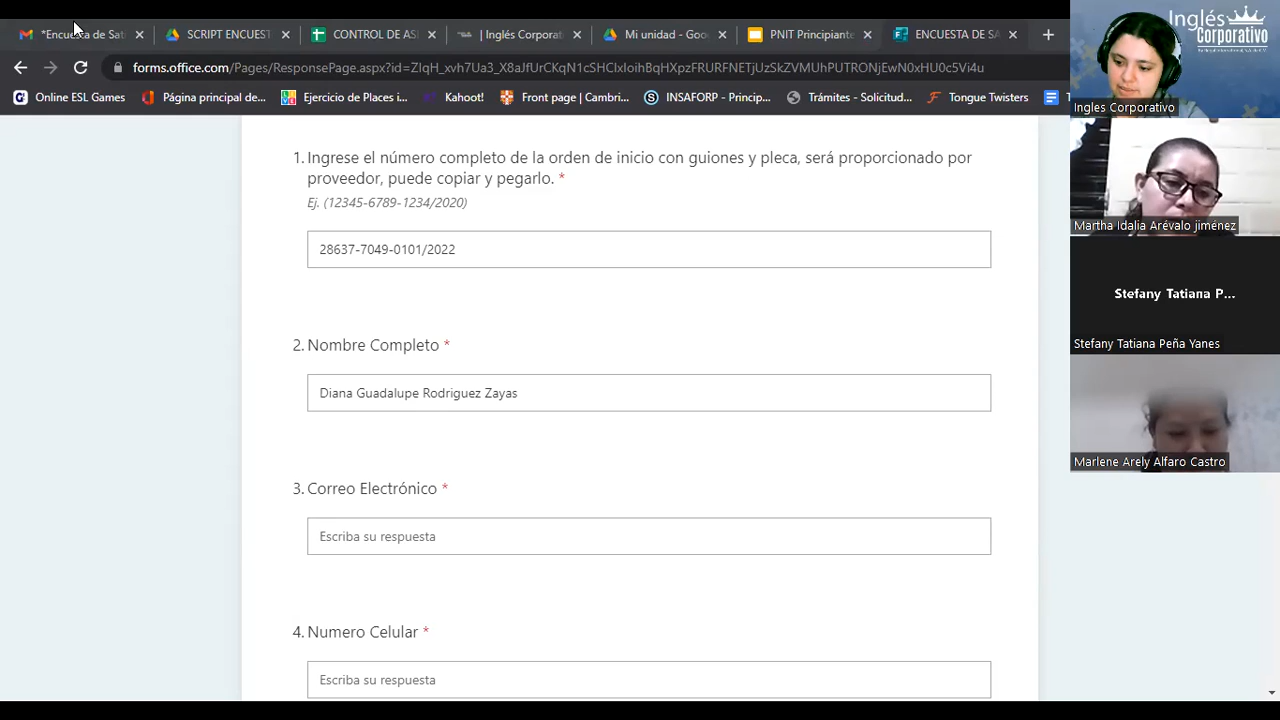 *Encuesta de Sat
SCRIPT ENCUEST
CONTROL DE AS
| Inglés Corporat
Mi unidad - Goo
PNIT Principiante
ENCUESTA DE SA
forms.office.com/Pages/ResponsePage.aspx?id=ZIqH_xvh7Ua3_X8aJfUPCKqN1cSHClxIoihBqHXpzFRURFNETjUzSkZVMUhPUTRONjEwN0xHU0c5Vi4u
Online ESL Games
Página principal de...
Ejercicio de Places i...
Kahoot!
Front page | Cambri...
INSAFORP - Princip...
Trámites - Solicitud...
Tongue Twisters
1. Ingrese el número completo de la orden de inicio con guiones y pleca, será proporcionado por
proveedor, puede copiar y pegarlo. *
Ej. (12345-6789-1234/2020)
28637-7049-0101/2022
2. Nombre Completo *
Diana Guadalupe Rodriguez Zayas
3. Correo Electrónico *
Escriba su respuesta
4. Numero Celular *
Escriba su respuesta
Inglés
Corporativo
Ingles Corporativo
Martha Idalia Arévalo jiménez
Stefany Tatiana P...
Stefany Tatiana Peña Yanes
Marlene Arely Alfaro Castro